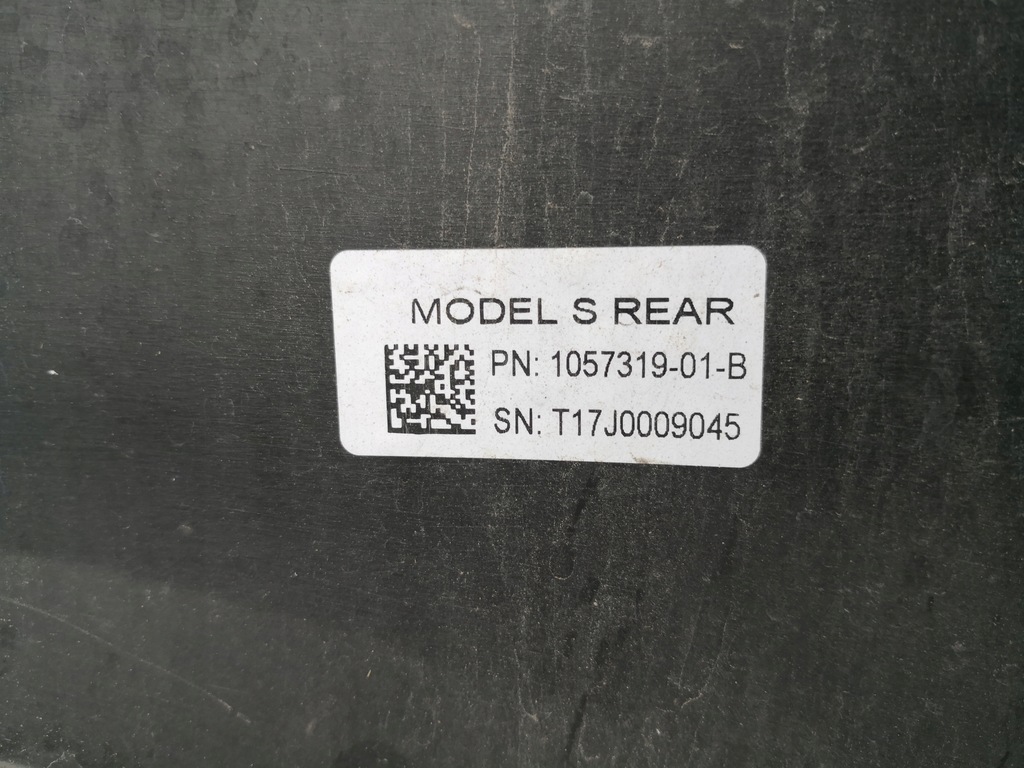 MODEL S REAR
PN: 1057319-01-B
SN: T17J0009045